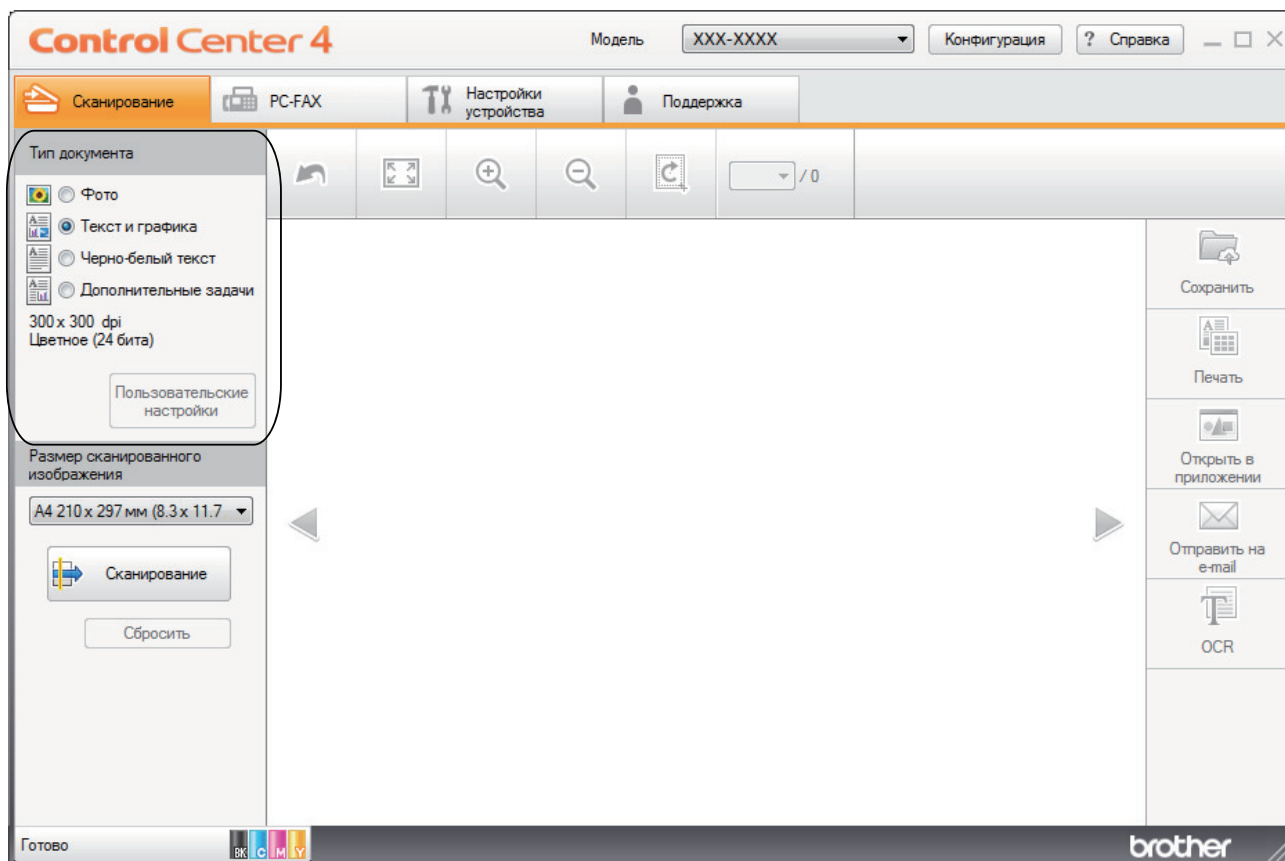 Control Center 4
Модель
XXX-XXXX
Конфигурация
? Справка
Сканирование
PC-FAX
Настройки
устройства
Поддержка
Тип документа
Фото
Текст и графика
Черно-белый текст
Дополнительные задачи
300 x 300 dpi
Цветное (24 бита)
Пользовательские
настройки
/ 0
Размер сканированного
изображения
A4 210 x 297 мм (8.3 x 11.7
Сканирование
Сбросить
Сохранить
Печать
Открыть в
приложении
Отправить на
e-mail
OCR
Готово
BK C M Y
brother